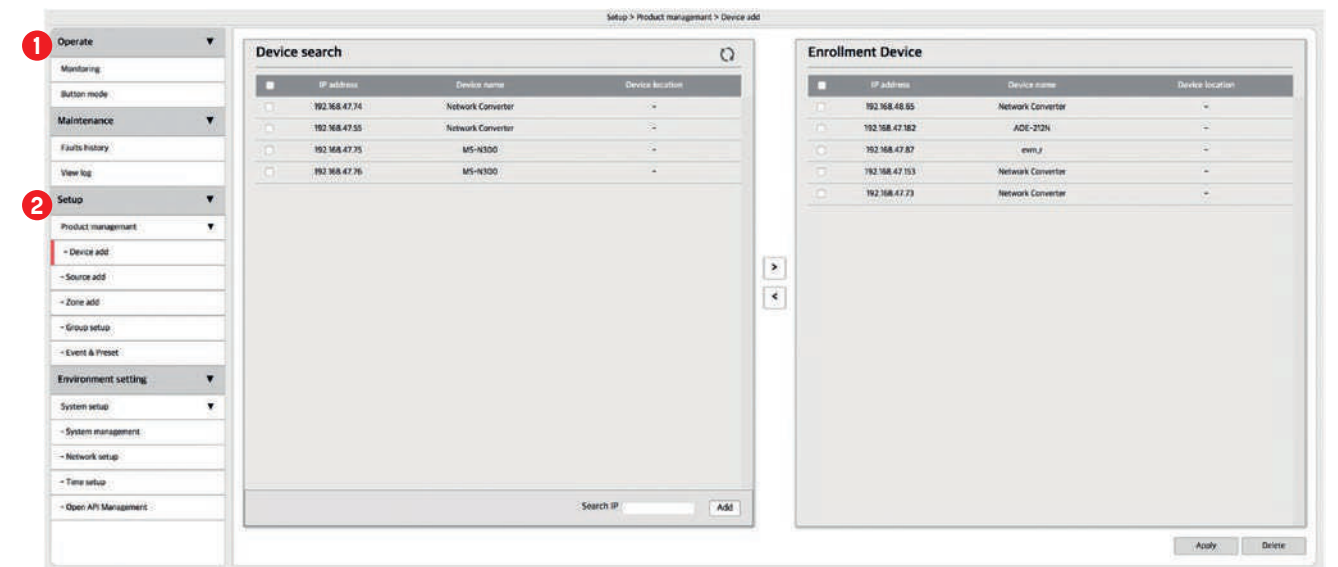 Setup > Product managemant > Device add
1
Operate ▼
Monitoring
Button mode
Maintenance ▼
Faults history
View log
2
Setup ▼
Product managemant ▼
- Device add
- Source add
- Zone add
- Group setup
- Event & Preset
Environment setting ▼
System setup ▼
- System management
- Network setup
- Time setup
- Open API Management
Device search
IP address Device name Device location
192.168.47.74 Network Converter -
192.168.47.55 Network Converter -
192.168.47.75 MS-N300 -
192.168.47.76 MS-N300 -
Search IP Add
>
<
Enrollment Device
IP address Device name Device location
192.168.48.65 Network Converter -
192.168.47.182 ADE-212N -
192.168.47.87 evm_r -
192.168.47.153 Network Converter -
192.168.47.73 Network Converter -
Apply Delete